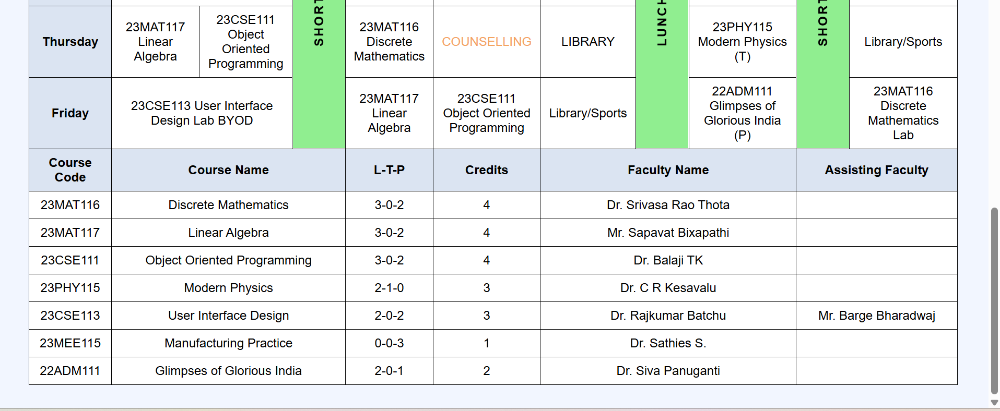 Thursday
23MAT117
Linear
Algebra
23CSE111
Object
Oriented
Programming
SHORT
23MAT116
Discrete
Mathematics
COUNSELLING
LIBRARY
LUNCH
23PHY115
Modern Physics
(T)
SHORT
Library/Sports
Friday
23CSE113 User Interface
Design Lab BYOD
23MAT117
Linear
Algebra
23CSE111
Object Oriented
Programming
Library/Sports
22ADM111
Glimpses of
Glorious India
(P)
23MAT116
Discrete
Mathematics
Lab
Course
Code
Course Name
L-T-P
Credits
Faculty Name
Assisting Faculty
23MAT116 Discrete Mathematics 3-0-2 4 Dr. Srivasa Rao Thota
23MAT117 Linear Algebra 3-0-2 4 Mr. Sapavat Bixapathi
23CSE111 Object Oriented Programming 3-0-2 4 Dr. Balaji TK
23PHY115 Modern Physics 2-1-0 3 Dr. C R Kesavalu
23CSE113 User Interface Design 2-0-2 3 Dr. Rajkumar Batchu Mr. Barge Bharadwaj
23MEE115 Manufacturing Practice 0-0-3 1 Dr. Sathies S.
22ADM111 Glimpses of Glorious India 2-0-1 2 Dr. Siva Panuganti